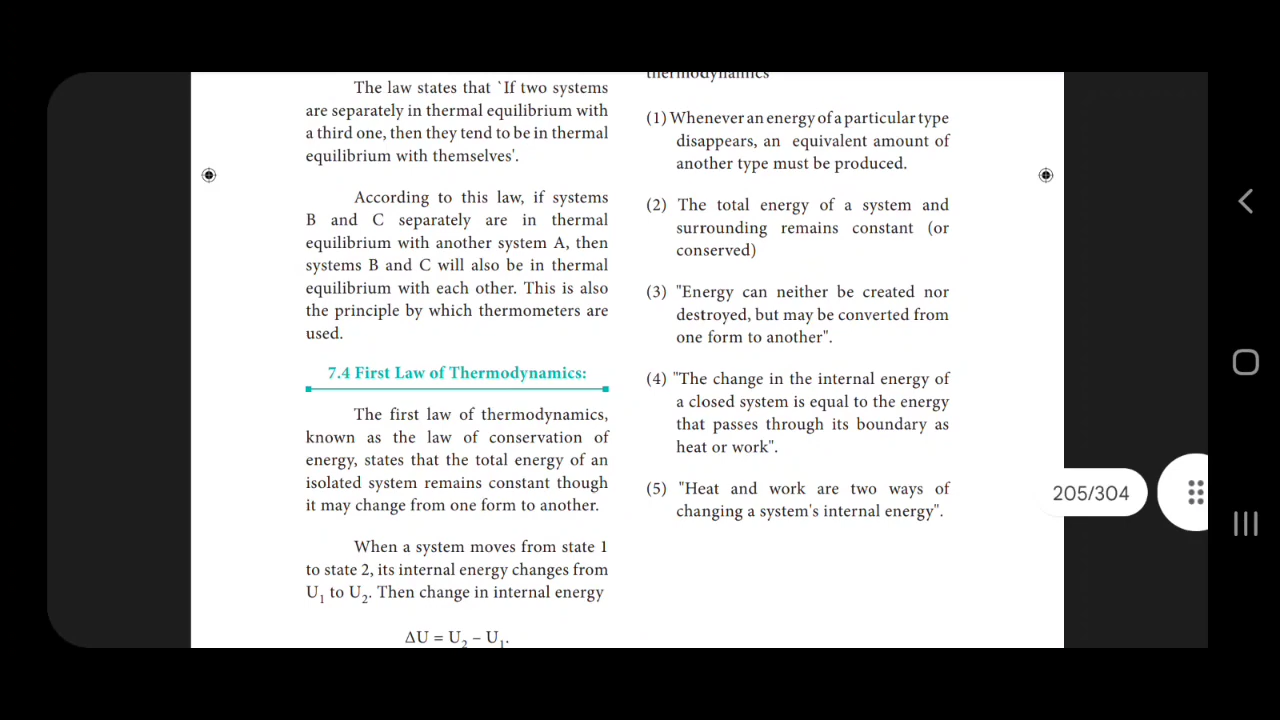 The law states that `If two systems
are separately in thermal equilibrium with
a third one, then they tend to be in thermal
equilibrium with themselves'.
According to this law, if systems
B and C separately are in thermal
equilibrium with another system A, then
systems B and C will also be in thermal
equilibrium with each other. This is also
the principle by which thermometers are
used.
7.4 First Law of Thermodynamics:
The first law of thermodynamics,
known as the law of conservation of
energy, states that the total energy of an
isolated system remains constant though
it may change from one form to another.
When a system moves from state 1
to state 2, its internal energy changes from
U₁ to U₂. Then change in internal energy
ΔU = U₂ – U₁.
thermodynamics
(1) Whenever an energy of a particular type
disappears, an equivalent amount of
another type must be produced.
(2) The total energy of a system and
surrounding remains constant (or
conserved)
(3) "Energy can neither be created nor
destroyed, but may be converted from
one form to another".
(4) "The change in the internal energy of
a closed system is equal to the energy
that passes through its boundary as
heat or work".
(5) "Heat and work are two ways of
changing a system's internal energy".
205/304